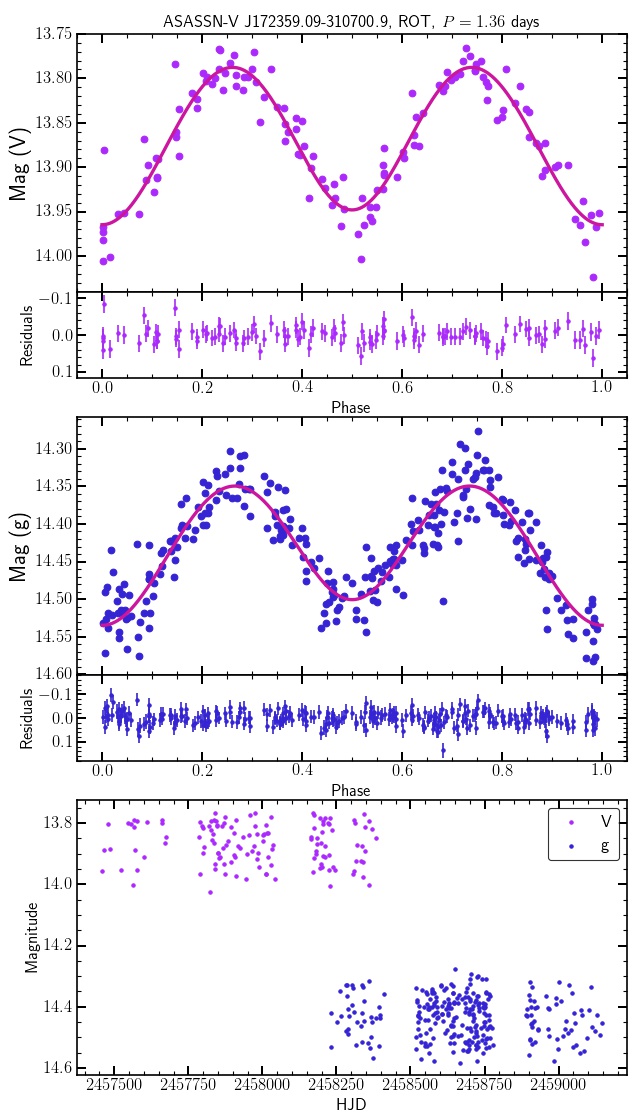 ASASSN-V J172359.09-310700.9, ROT, P = 1.36 days
13.75
13.80
13.85
13.90
13.95
14.00
Mag (V)
−0.1
0.0
0.1
Residuals
0.0 0.2 0.4 0.6 0.8 1.0
Phase
14.30
14.35
14.40
14.45
14.50
14.55
14.60
Mag (g)
−0.1
0.0
0.1
Residuals
0.0 0.2 0.4 0.6 0.8 1.0
Phase
13.8
14.0
14.2
14.4
14.6
Magnitude
V
g
2457500 2457750 2458000 2458250 2458500 2458750 2459000
HJD